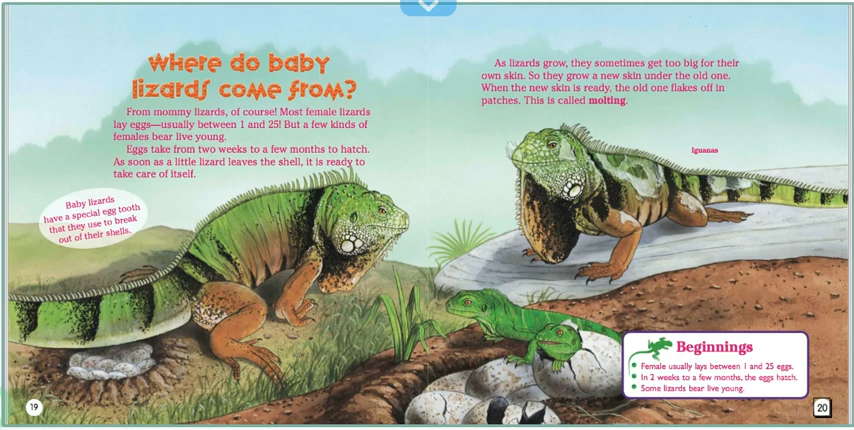 Where do baby
lizards come from?
From mommy lizards, of course! Most female lizards
lay eggs—usually between 1 and 25! But a few kinds of
females bear live young.
Eggs take from two weeks to a few months to hatch.
As soon as a little lizard leaves the shell, it is ready to
take care of itself.
Baby lizards
have a special egg tooth
that they use to break
out of their shells.
19
As lizards grow, they sometimes get too big for their
own skin. So they grow a new skin under the old one.
When the new skin is ready, the old one flakes off in
patches. This is called molting.
Iguanas
Beginnings
Female usually lays between 1 and 25 eggs.
In 2 weeks to a few months, the eggs hatch.
Some lizards bear live young.
20